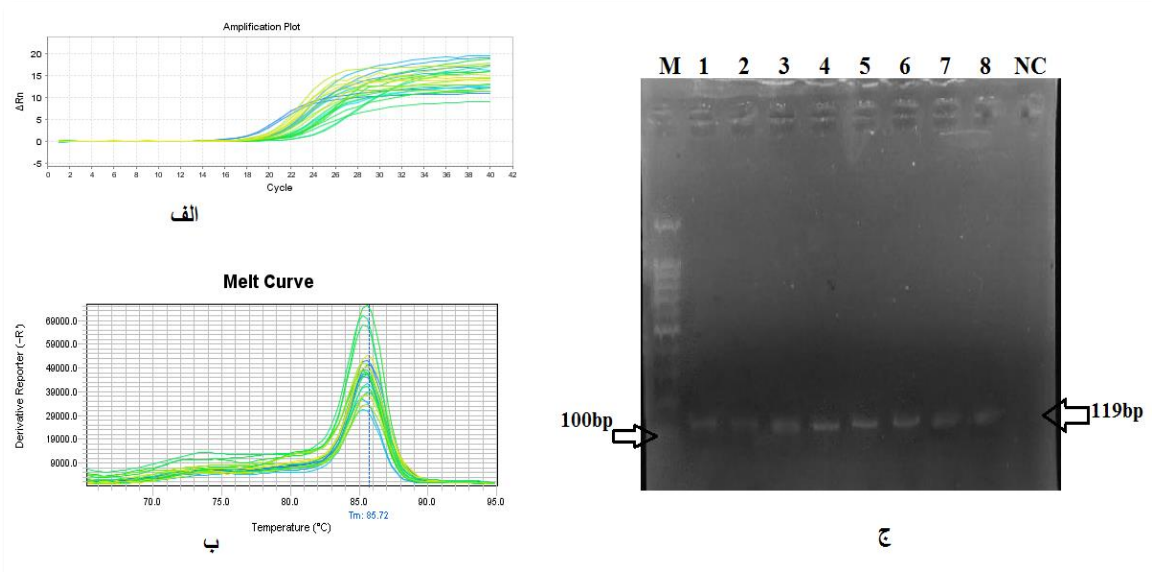 Amplification Plot
20
15
10
5
0
-5
ΔRn
0 2 4 6 8 10 12 14 16 18 20 22 24 26 28 30 32 34 36 38 40 42
Cycle
الف
Melt Curve
69000.0
59000.0
49000.0
39000.0
29000.0
19000.0
9000.0
Derivative Reporter (-R')
70.0 75.0 80.0 85.0 90.0 95.0
Tm: 85.72
Temperature (°C)
ب
M 1 2 3 4 5 6 7 8 NC
100bp
119bp
ج